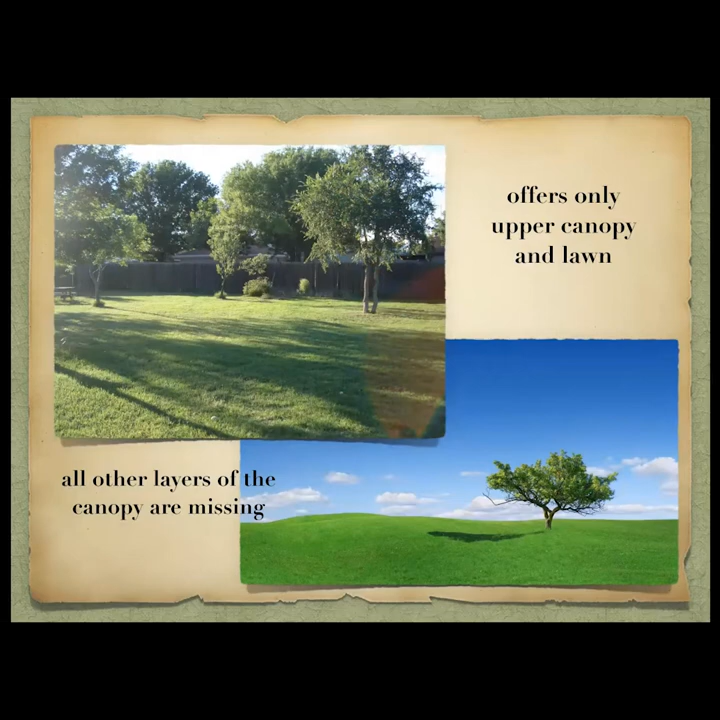 offers only
upper canopy
and lawn
all other layers of the
canopy are missing